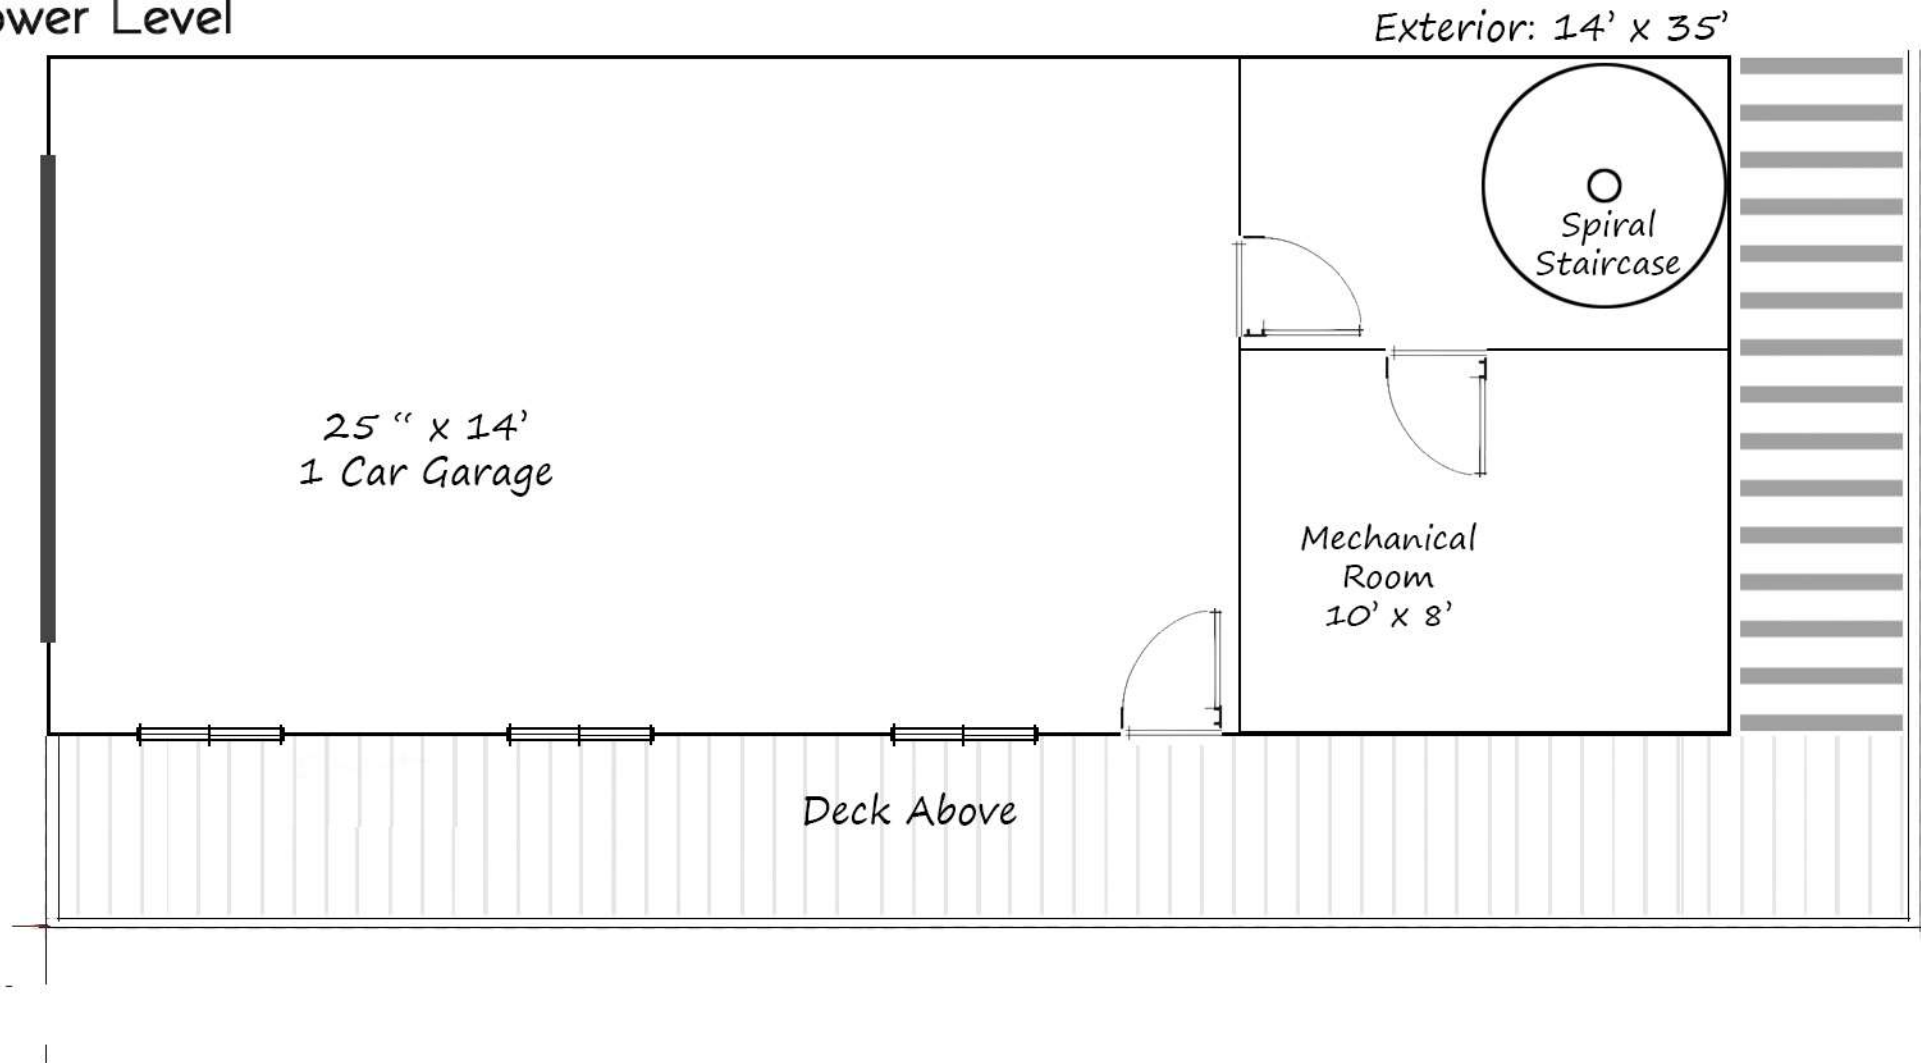 ower Level
Exterior: 14’ x 35’
Spiral
Staircase
25 “ x 14’
1 Car Garage
Mechanical
Room
10’ x 8’
Deck Above